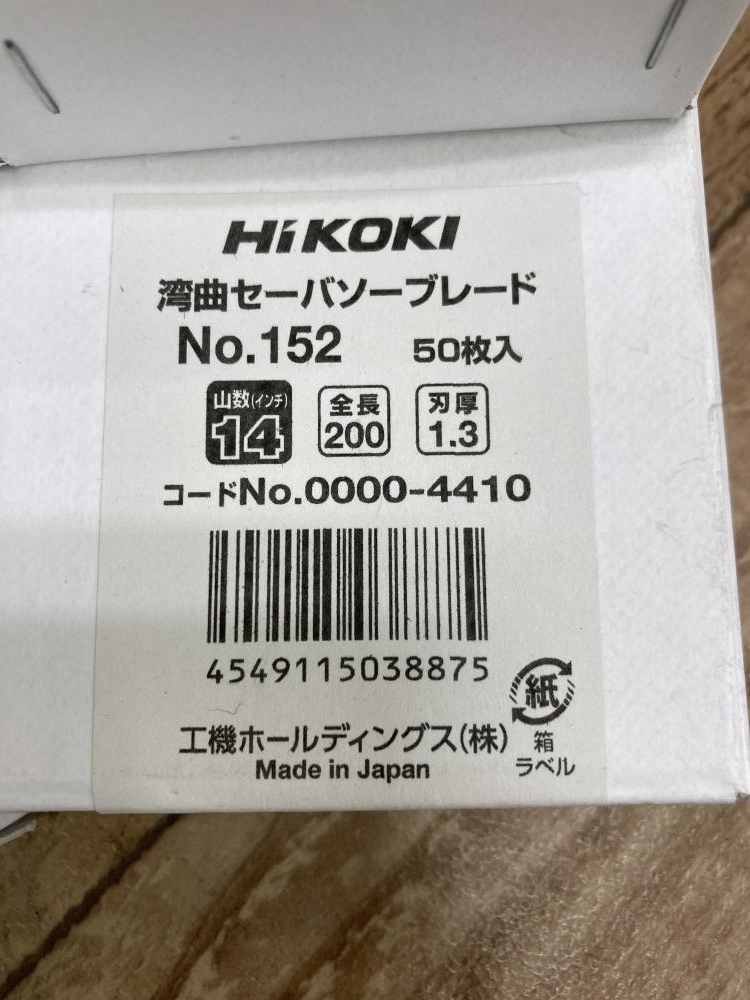 HiKOKI
湾曲セーバソーブレード
No.152 50枚入
山数(インチ) 14
全長 200
刃厚 1.3
コードNo.0000-4410
4549115038875
紙
箱
ラベル
工機ホールディングス(株)
Made in Japan